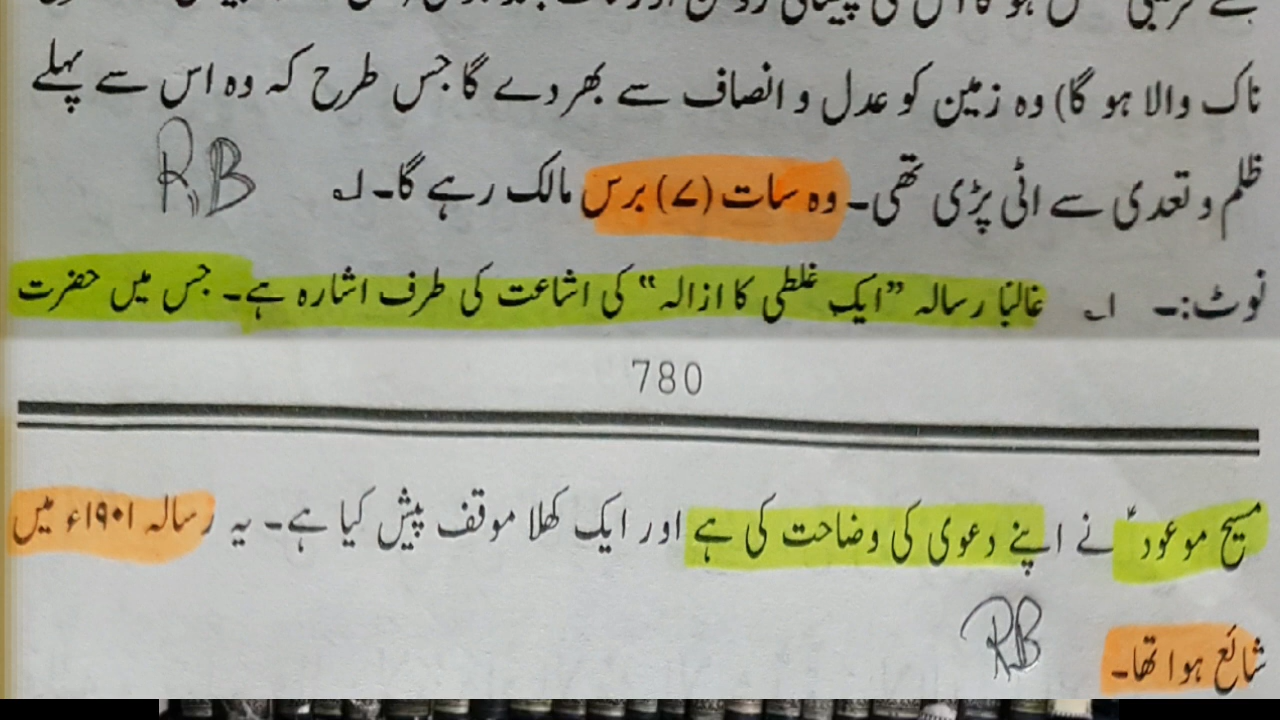 ناک والا ہو گا) وہ زمین کو عدل و انصاف سے بھر دے گا جس طرح کہ وہ اس سے پہلے
ظلم و تعدی سے اٹی پڑی تھی۔ وہ سات (۷) برس مالک رہے گا۔ ۱؎
RB
نوٹ:۔ ۱؎ غالبًا رسالہ ”ایک غلطی کا ازالہ“ کی اشاعت کی طرف اشارہ ہے۔ جس میں حضرت
780
مسیح موعودؑ نے اپنے دعویٰ کی وضاحت کی ہے اور ایک کھلا موقف پیش کیا ہے۔ یہ رسالہ ۱۹۰۱ء میں
شائع ہوا تھا۔
RB